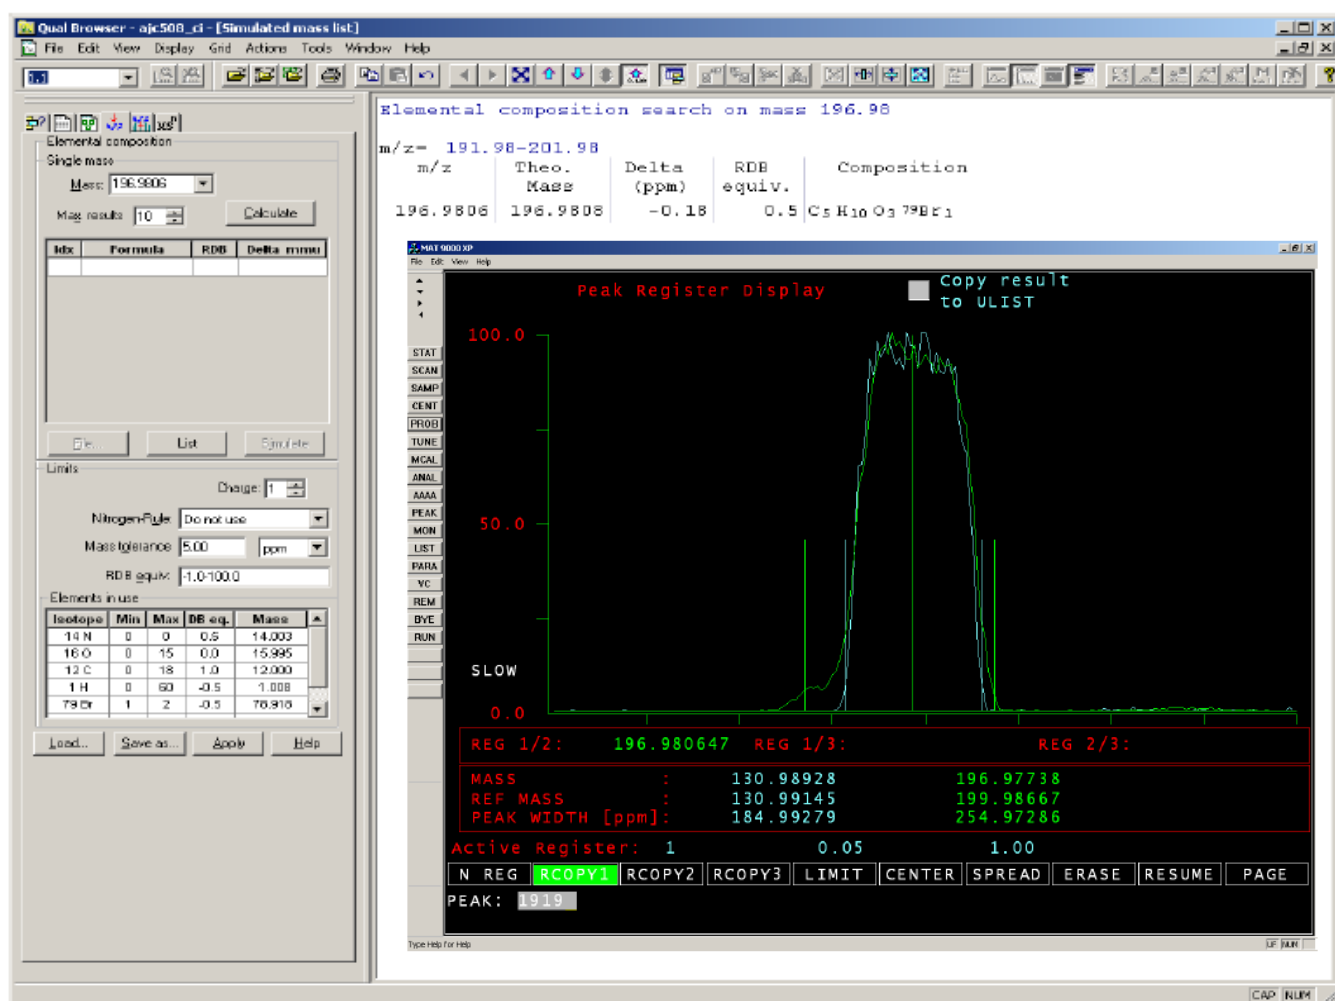 Qual Browser - ajc508_ci - [Simulated mass list]
File Edit View Display Grid Actions Tools Window Help
Elemental composition
Single mass
Mass: 196.9806
Max results 10 Calculate
Idx Formula RDB Delta mmu
File... List Simulate
Limits
Charge: 1
Nitrogen-Rule: Do not use
Mass tolerance 5.00 ppm
RDB equiv: -1.0-100.0
Elements in use
Isotope Min Max DB eq. Mass
14 N 0 0 0.5 14.003
16 O 0 15 0.0 15.995
12 C 0 18 1.0 12.000
1 H 0 60 -0.5 1.008
79 Br 1 2 -0.5 78.918
Load... Save as... Apply Help
Elemental composition search on mass 196.98
m/z= 191.98-201.98
m/z Theo. Delta RDB Composition
Mass (ppm) equiv.
196.9806 196.9808 -0.18 0.5 C5 H10 O3 79Br1
MAT 9000 XP
File Edit View Help
Peak Register Display
Copy result
to ULIST
STAT
SCAN
SAMP
CENT
PROB
TUNE
MCAL
ANAL
AAAA
PEAK
MON
LIST
PARA
VC
REM
BYE
RUN
100.0
50.0
SLOW
0.0
REG 1/2: 196.980647 REG 1/3: REG 2/3:
MASS : 130.98928 196.97738
REF MASS : 130.99145 199.98667
PEAK WIDTH [ppm]: 184.99279 254.97286
Active Register: 1 0.05 1.00
N REG RCOPY1 RCOPY2 RCOPY3 LIMIT CENTER SPREAD ERASE RESUME PAGE
PEAK: 1919_
Type Help for Help
UF NUM
CAP NUM